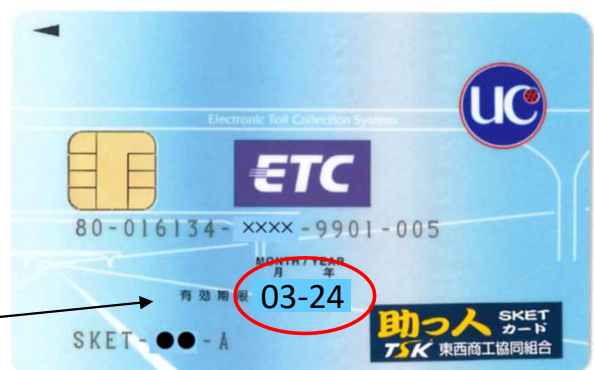 UC
Electronic Toll Collection System
ETC
80-016134- ×××× -9901-005
MONTH / YEAR
月 年
有効期限 03-24
SKET-●●-A
助っ人 SKET カード
TSK 東西商工協同組合